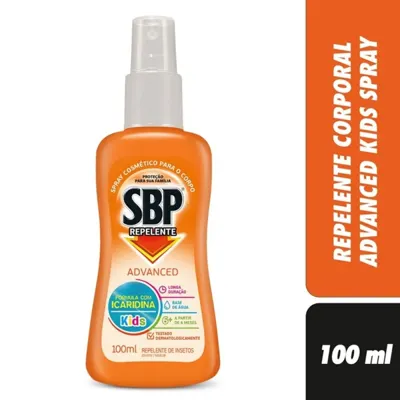 SPRAY COSMÉTICO PARA O CORPO
PROTEÇÃO
PARA SUA FAMÍLIA
SBP
REPELENTE
ADVANCED
FÓRMULA COM
ICARIDINA
Kids
LONGA
DURAÇÃO
BASE
DE ÁGUA
A PARTIR
DE 6 MESES
TESTADO
DERMATOLOGICAMENTE
100ml
REPELENTE DE INSETOS
REPELENTE CORPORAL
ADVANCED KIDS SPRAY
100 ml